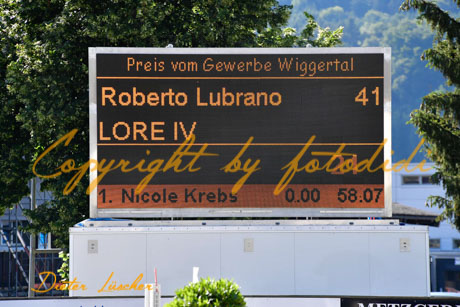 Preis vom Gewerbe Wiggertal
Roberto Lubrano 41
LORE IV
Copyright by fotodidi
1. Nicole Krebs 0.00 58.07
Dieter Lüscher